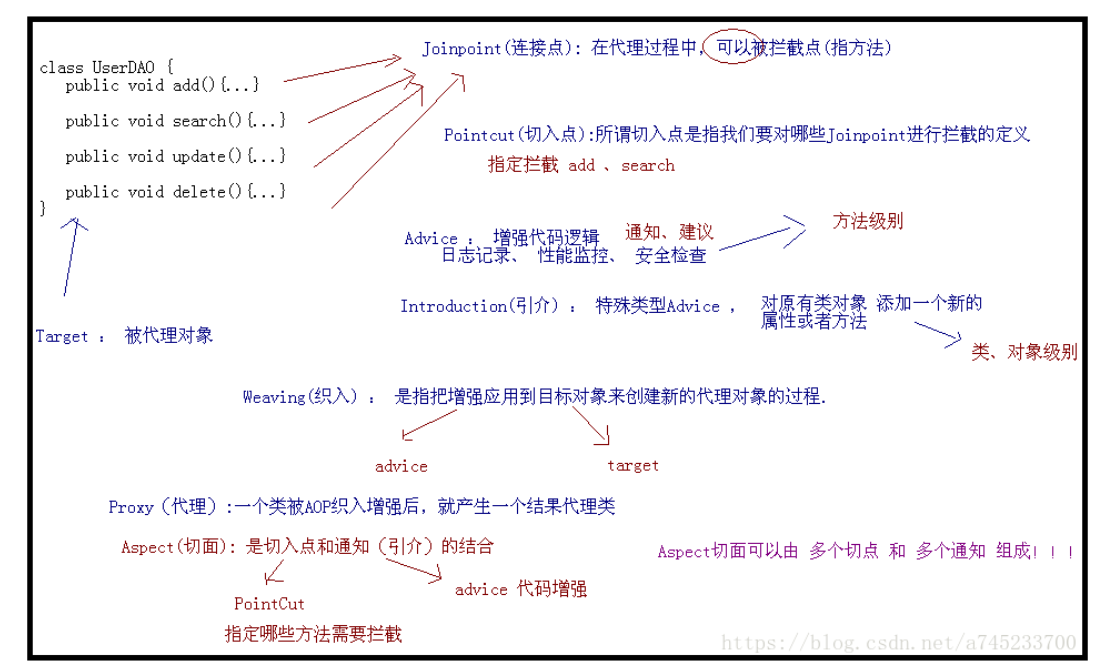 Joinpoint(连接点): 在代理过程中, 可以被拦截点(指方法)
class UserDAO {
public void add(){...}
public void search(){...}
public void update(){...}
public void delete(){...}
}
Pointcut(切入点):所谓切入点是指我们要对哪些Joinpoint进行拦截的定义
指定拦截 add 、search
Advice : 增强代码逻辑 通知、建议
日志记录、 性能监控、 安全检查
方法级别
Introduction(引介) : 特殊类型Advice , 对原有类对象 添加一个新的
属性或者方法
类、对象级别
Target : 被代理对象
Weaving(织入) : 是指把增强应用到目标对象来创建新的代理对象的过程.
advice target
Proxy (代理) :一个类被AOP织入增强后, 就产生一个结果代理类
Aspect(切面): 是切入点和通知 (引介) 的结合
Aspect切面可以由 多个切点 和 多个通知 组成! ! !
advice 代码增强
PointCut
指定哪些方法需要拦截
https://blog.csdn.net/a745233700